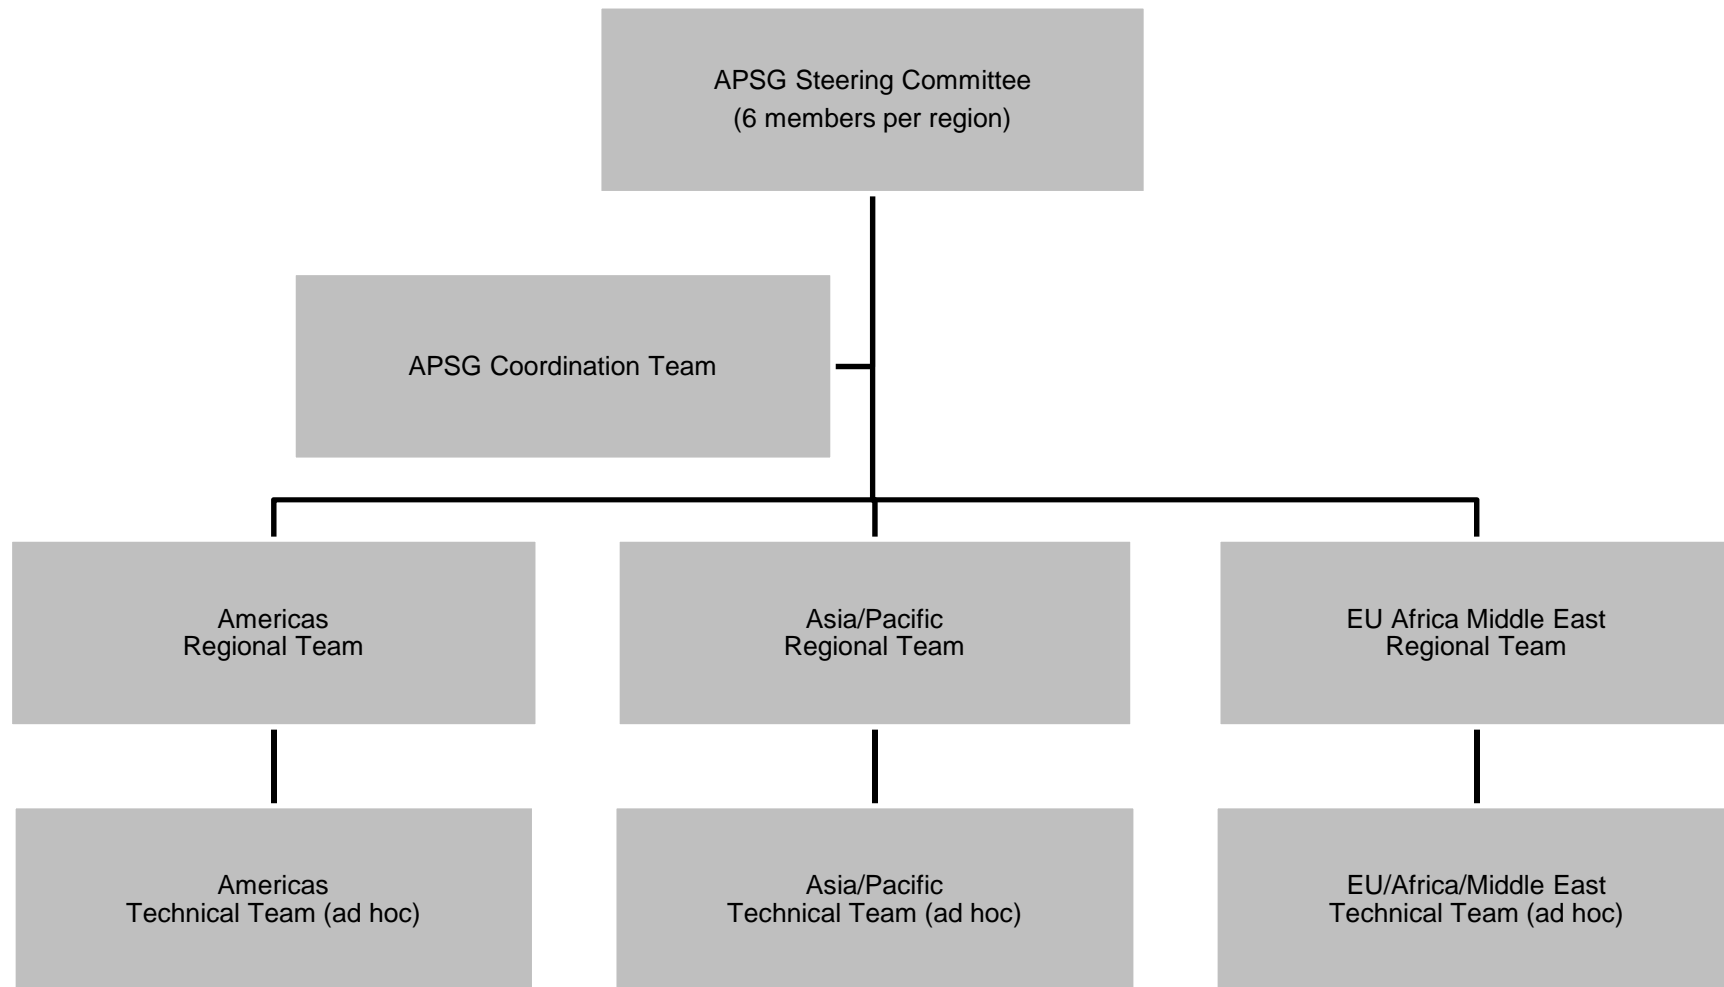 APSG Steering Committee
(6 members per region)
APSG Coordination Team
Americas
Regional Team
Asia/Pacific
Regional Team
EU Africa Middle East
Regional Team
Americas
Technical Team (ad hoc)
Asia/Pacific
Technical Team (ad hoc)
EU/Africa/Middle East
Technical Team (ad hoc)